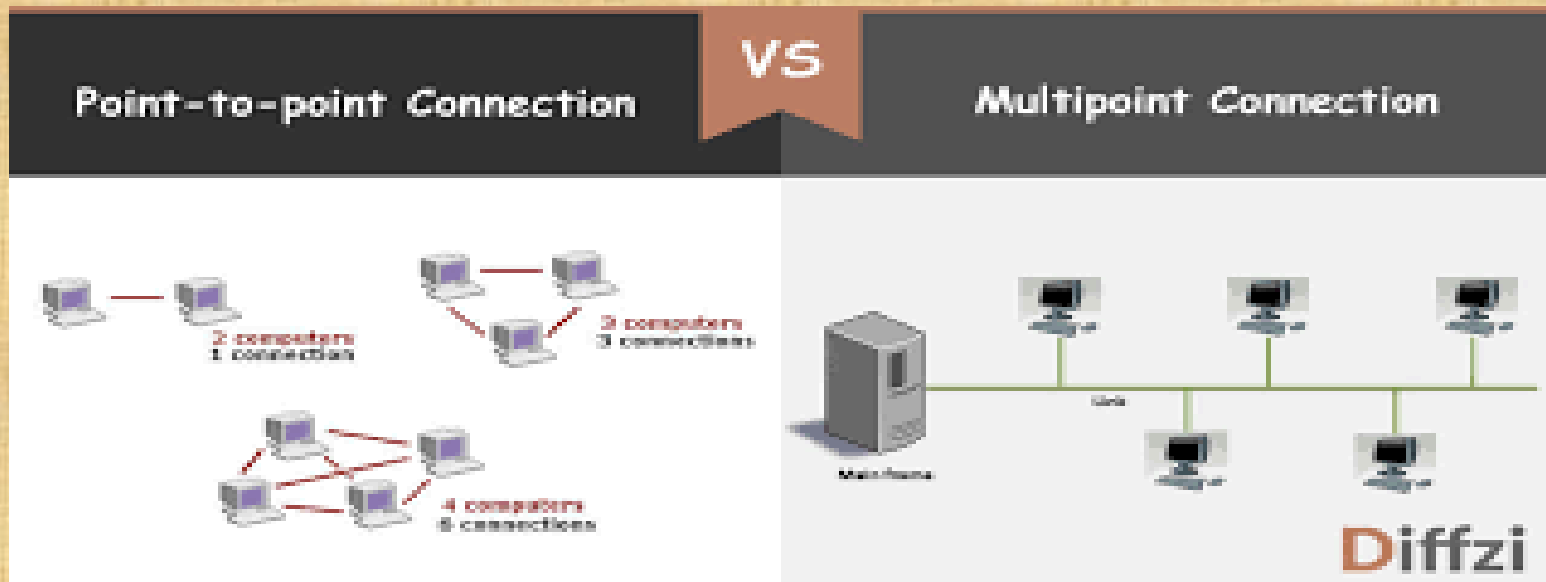 VS
Point-to-point Connection
Multipoint Connection
2 computers
1 connection
3 computers
3 connections
4 computers
6 connections
Link
Mainframe
Diffzi